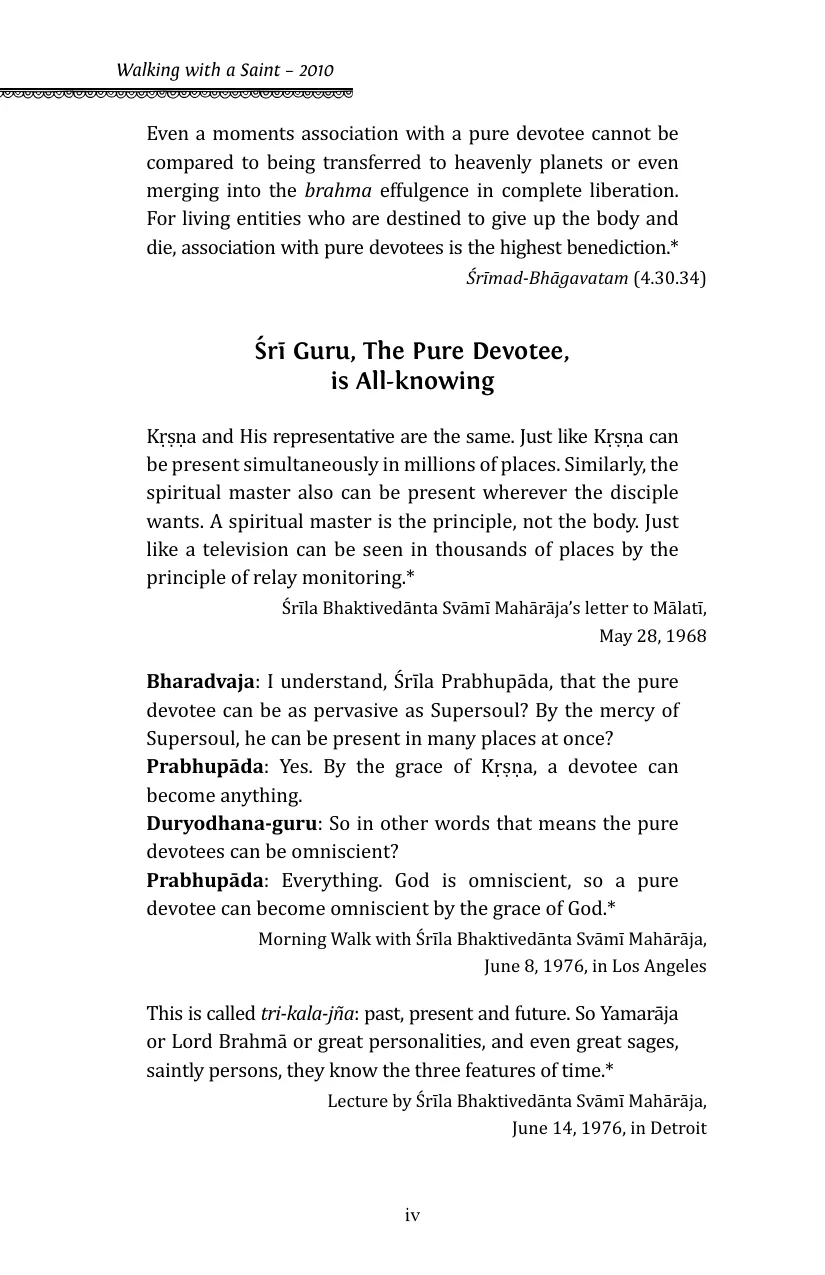 Walking with a Saint – 2010
Even a moments association with a pure devotee cannot be
compared to being transferred to heavenly planets or even
merging into the brahma effulgence in complete liberation.
For living entities who are destined to give up the body and
die, association with pure devotees is the highest benediction.*
Śrīmad-Bhāgavatam (4.30.34)
Śrī Guru, The Pure Devotee,
is All-knowing
Kṛṣṇa and His representative are the same. Just like Kṛṣṇa can
be present simultaneously in millions of places. Similarly, the
spiritual master also can be present wherever the disciple
wants. A spiritual master is the principle, not the body. Just
like a television can be seen in thousands of places by the
principle of relay monitoring.*
Śrīla Bhaktivedānta Svāmī Mahārāja’s letter to Mālatī,
May 28, 1968
Bharadvaja: I understand, Śrīla Prabhupāda, that the pure
devotee can be as pervasive as Supersoul? By the mercy of
Supersoul, he can be present in many places at once?
Prabhupāda: Yes. By the grace of Kṛṣṇa, a devotee can
become anything.
Duryodhana-guru: So in other words that means the pure
devotees can be omniscient?
Prabhupāda: Everything. God is omniscient, so a pure
devotee can become omniscient by the grace of God.*
Morning Walk with Śrīla Bhaktivedānta Svāmī Mahārāja,
June 8, 1976, in Los Angeles
This is called tri-kala-jña: past, present and future. So Yamarāja
or Lord Brahmā or great personalities, and even great sages,
saintly persons, they know the three features of time.*
Lecture by Śrīla Bhaktivedānta Svāmī Mahārāja,
June 14, 1976, in Detroit
iv